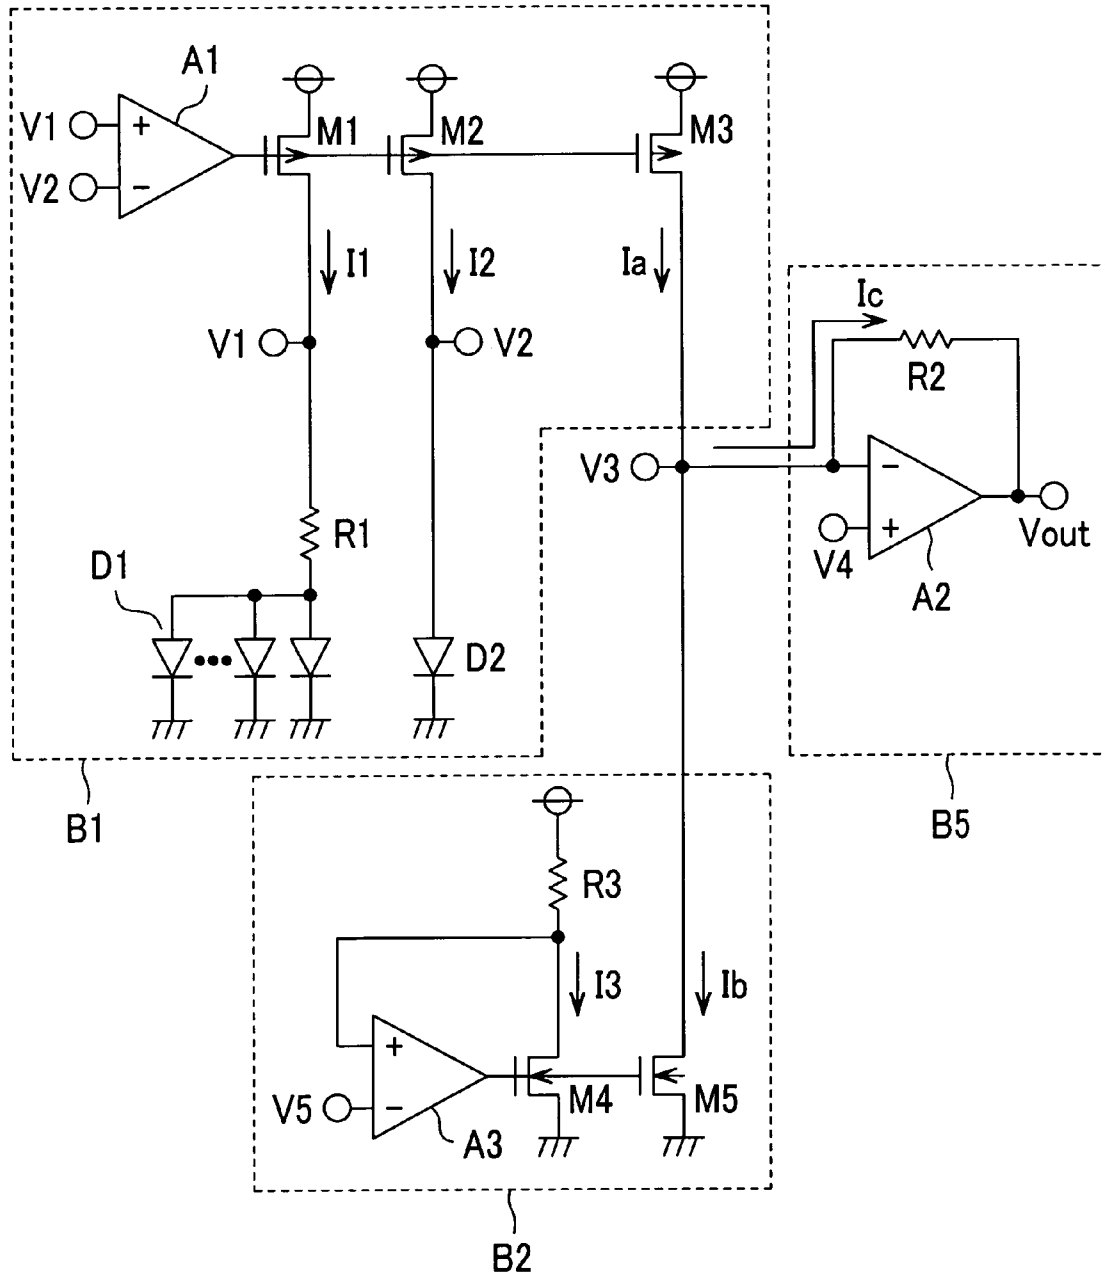 A1
V1
+
V2
−
M1
M2
M3
I1
I2
Ia
Ic
V1
V2
R2
V3
−
+
V4
Vout
A2
R1
D1
D2
B1
B5
R3
I3
Ib
+
V5
−
M4
M5
A3
B2